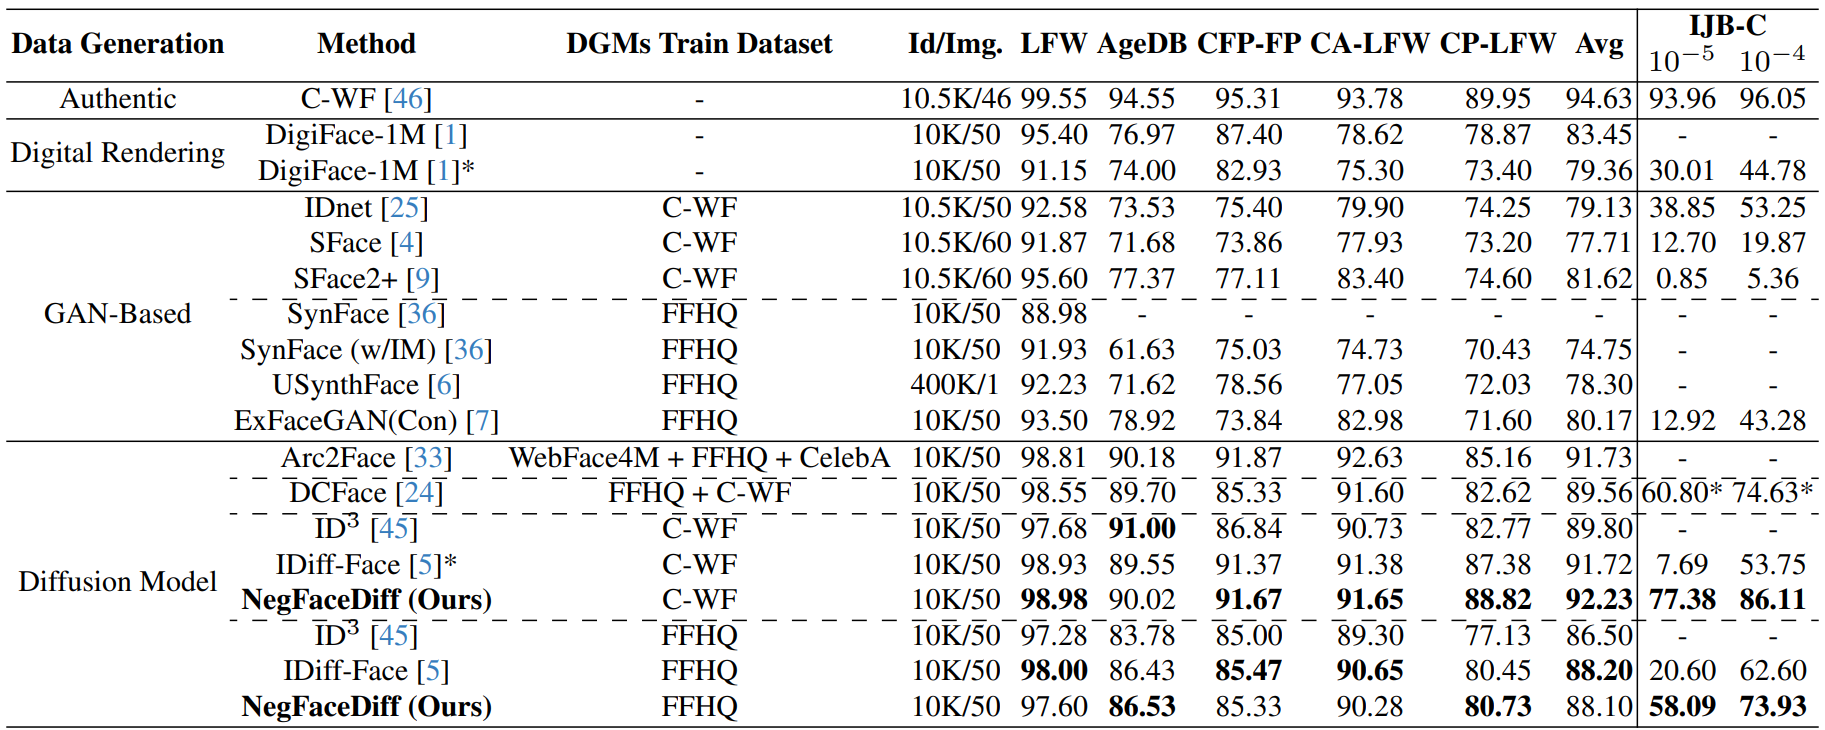 Data Generation Method DGMs Train Dataset Id/Img. LFW AgeDB CFP-FP CA-LFW CP-LFW Avg IJB-C
10⁻⁵ 10⁻⁴
Authentic C-WF [46] - 10.5K/46 99.55 94.55 95.31 93.78 89.95 94.63 93.96 96.05
Digital Rendering DigiFace-1M [1] - 10K/50 95.40 76.97 87.40 78.62 78.87 83.45 - -
DigiFace-1M [1]* - 10K/50 91.15 74.00 82.93 75.30 73.40 79.36 30.01 44.78
GAN-Based IDnet [25] C-WF 10.5K/50 92.58 73.53 75.40 79.90 74.25 79.13 38.85 53.25
SFace [4] C-WF 10.5K/60 91.87 71.68 73.86 77.93 73.20 77.71 12.70 19.87
SFace2+ [9] C-WF 10.5K/60 95.60 77.37 77.11 83.40 74.60 81.62 0.85 5.36
SynFace [36] FFHQ 10K/50 88.98 - - - - - - -
SynFace (w/IM) [36] FFHQ 10K/50 91.93 61.63 75.03 74.73 70.43 74.75 - -
USynthFace [6] FFHQ 400K/1 92.23 71.62 78.56 77.05 72.03 78.30 - -
ExFaceGAN(Con) [7] FFHQ 10K/50 93.50 78.92 73.84 82.98 71.60 80.17 12.92 43.28
Diffusion Model Arc2Face [33] WebFace4M + FFHQ + CelebA 10K/50 98.81 90.18 91.87 92.63 85.16 91.73 - -
DCFace [24] FFHQ + C-WF 10K/50 98.55 89.70 85.33 91.60 82.62 89.56 60.80* 74.63*
ID³ [45] C-WF 10K/50 97.68 91.00 86.84 90.73 82.77 89.80 - -
IDiff-Face [5]* C-WF 10K/50 98.93 89.55 91.37 91.38 87.38 91.72 7.69 53.75
NegFaceDiff (Ours) C-WF 10K/50 98.98 90.02 91.67 91.65 88.82 92.23 77.38 86.11
ID³ [45] FFHQ 10K/50 97.28 83.78 85.00 89.30 77.13 86.50 - -
IDiff-Face [5] FFHQ 10K/50 98.00 86.43 85.47 90.65 80.45 88.20 20.60 62.60
NegFaceDiff (Ours) FFHQ 10K/50 97.60 86.53 85.33 90.28 80.73 88.10 58.09 73.93